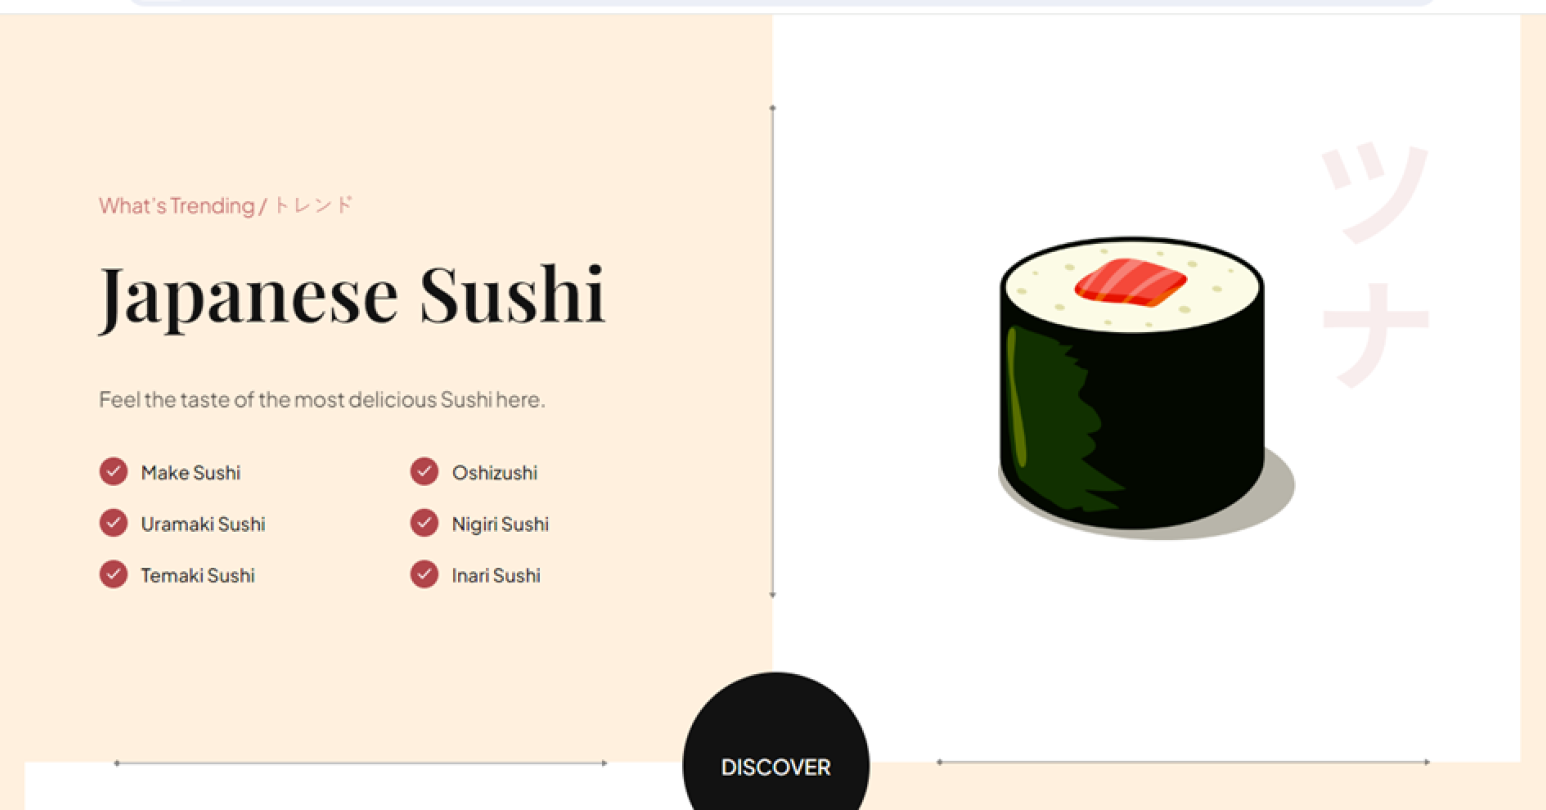 What's Trending / トレンド
Japanese Sushi
Feel the taste of the most delicious Sushi here.
Make Sushi
Oshizushi
Uramaki Sushi
Nigiri Sushi
Temaki Sushi
Inari Sushi
ツナ
DISCOVER